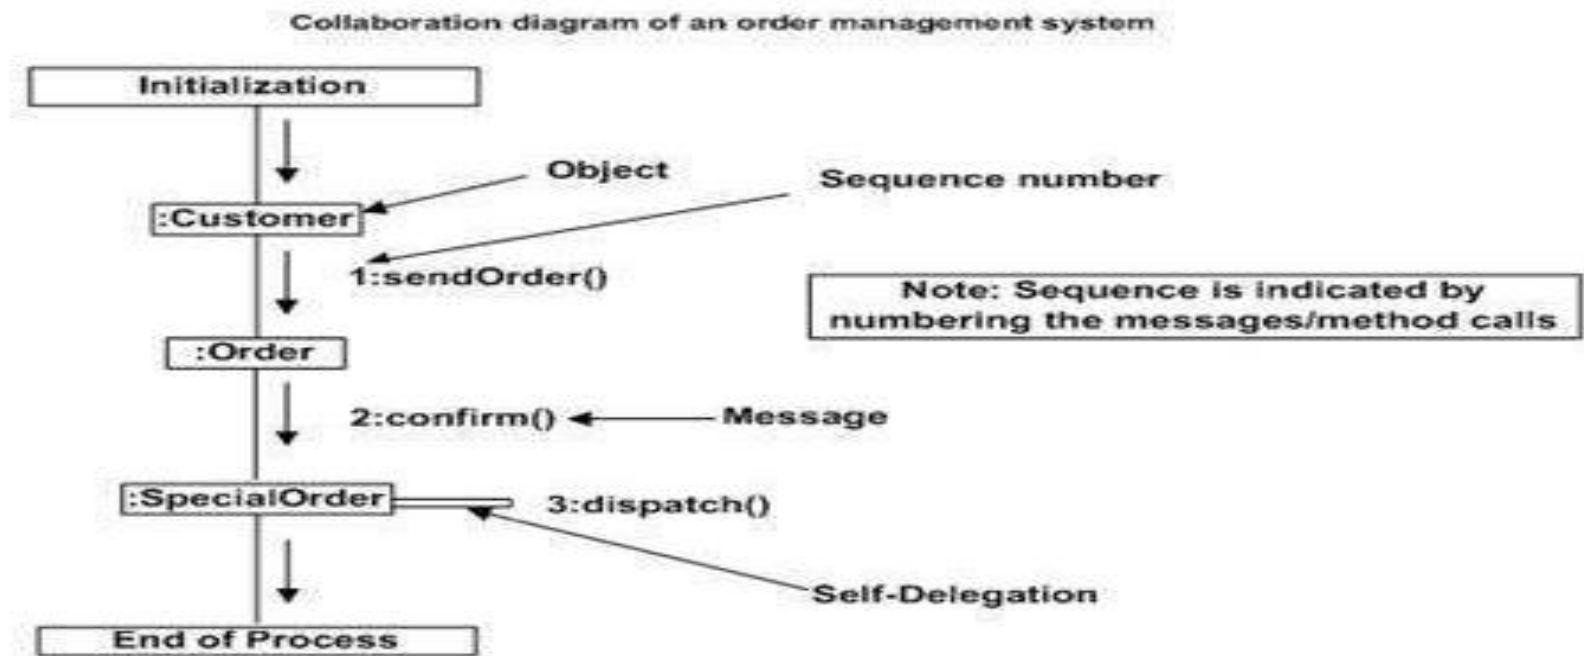 Collaboration diagram of an order management system
Initialization
Object
Sequence number
:Customer
1:sendOrder()
Note: Sequence is indicated by
numbering the messages/method calls
:Order
2:confirm()
Message
:SpecialOrder
3:dispatch()
Self-Delegation
End of Process